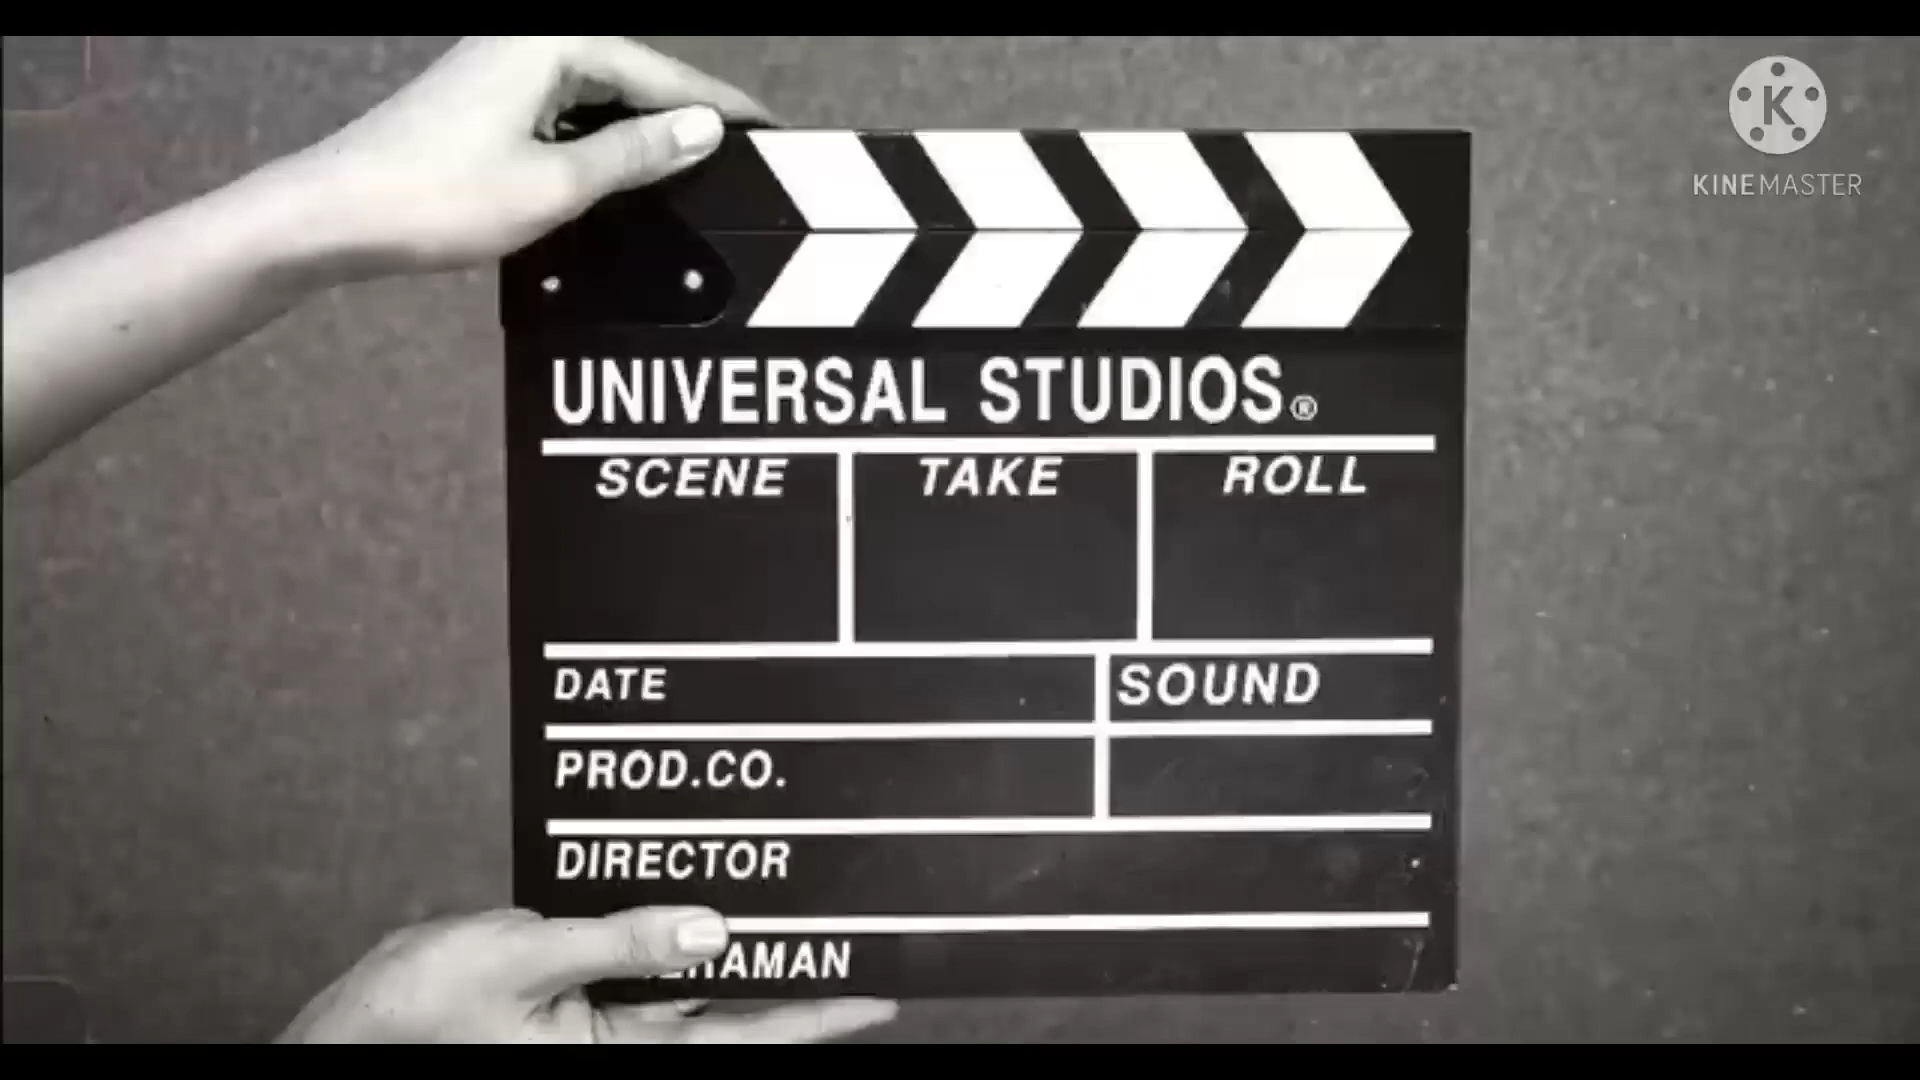 K
KINEMASTER
UNIVERSAL STUDIOS®
SCENE TAKE ROLL
DATE SOUND
PROD.CO.
DIRECTOR